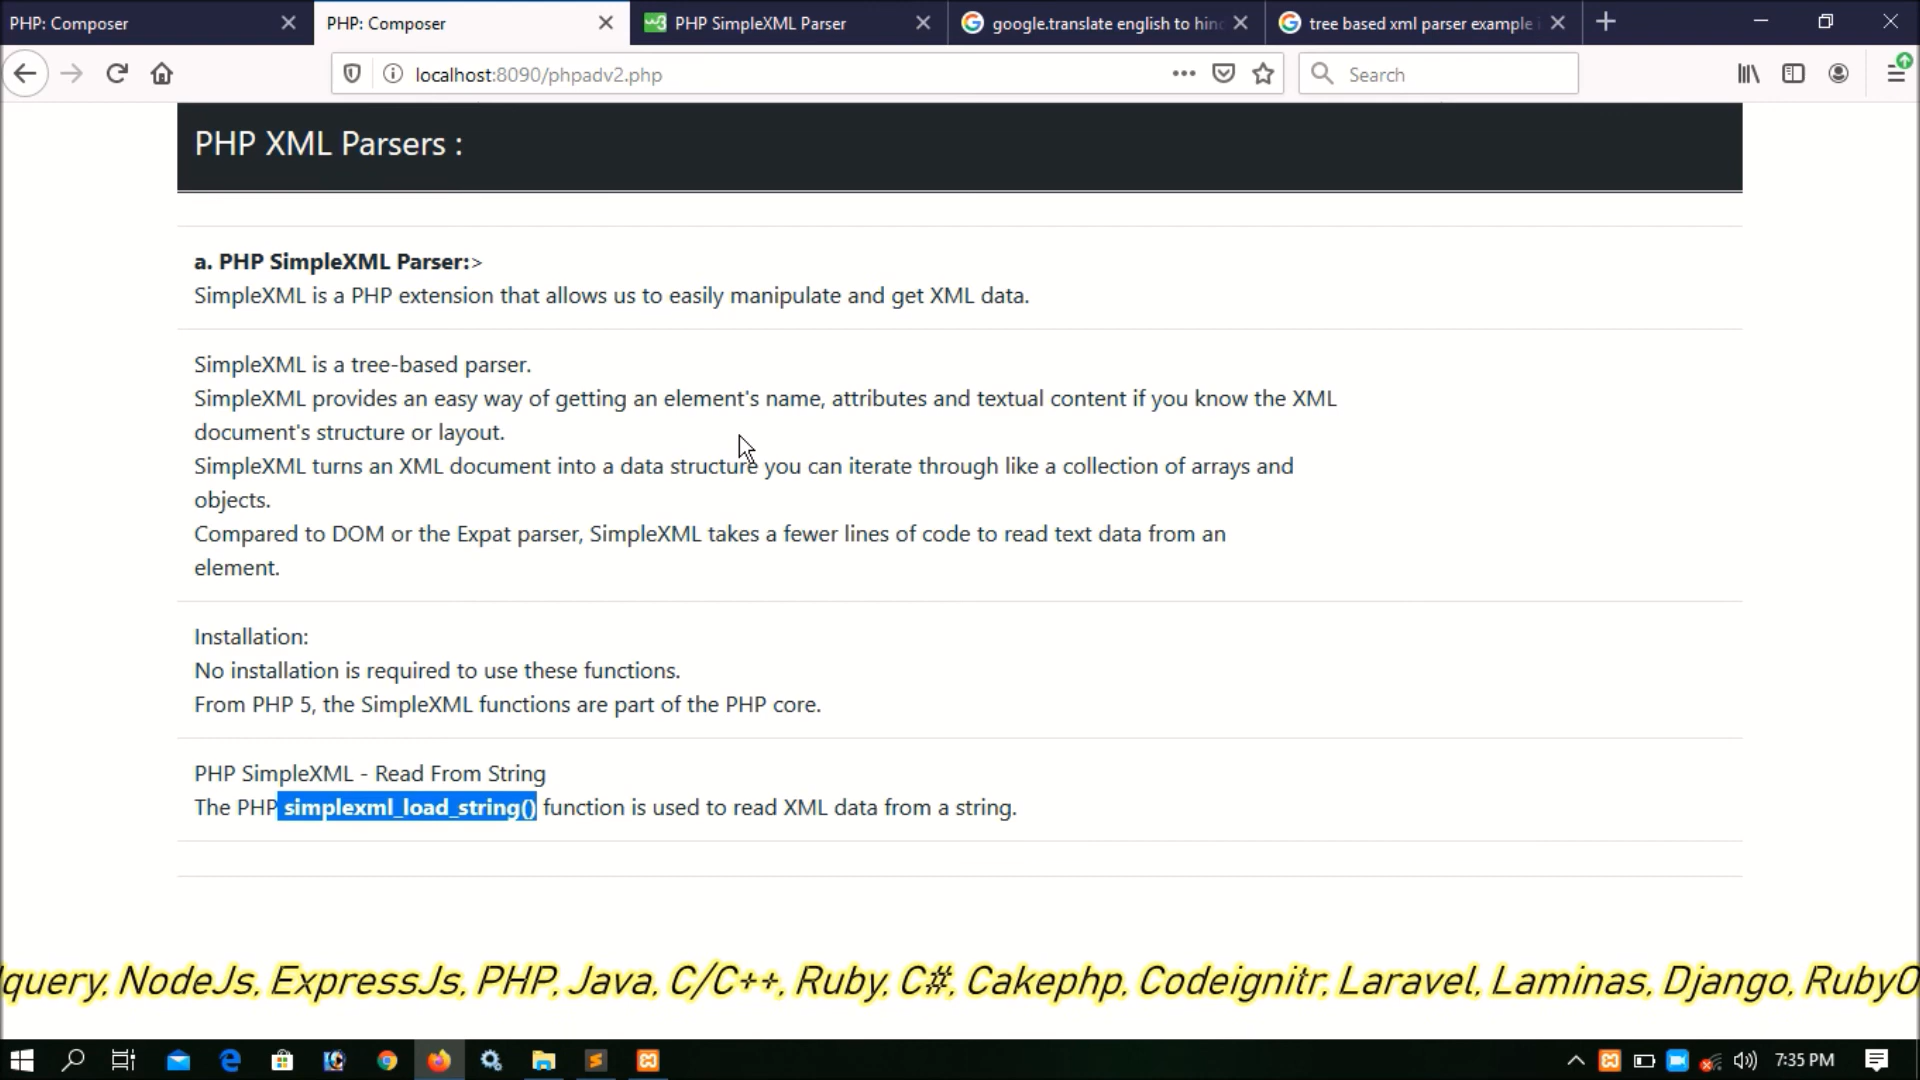 PHP: Composer
PHP: Composer
PHP SimpleXML Parser
google.translate english to hin
tree based xml parser example
localhost:8090/phpadv2.php
Search
PHP XML Parsers :
a. PHP SimpleXML Parser:>
SimpleXML is a PHP extension that allows us to easily manipulate and get XML data.
SimpleXML is a tree-based parser.
SimpleXML provides an easy way of getting an element's name, attributes and textual content if you know the XML
document's structure or layout.
SimpleXML turns an XML document into a data structure you can iterate through like a collection of arrays and
objects.
Compared to DOM or the Expat parser, SimpleXML takes a fewer lines of code to read text data from an
element.
Installation:
No installation is required to use these functions.
From PHP 5, the SimpleXML functions are part of the PHP core.
PHP SimpleXML - Read From String
The PHP simplexml_load_string() function is used to read XML data from a string.
Jquery, NodeJs, ExpressJs, PHP, Java, C/C++, Ruby, C#, Cakephp, Codeignitr, Laravel, Laminas, Django, RubyO
7:35 PM